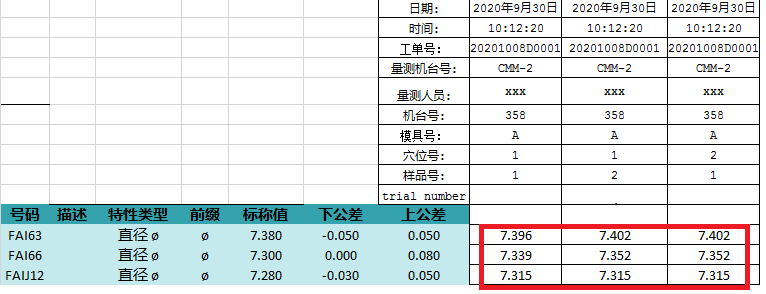 日期: 2020年9月30日 2020年9月30日 2020年9月30日
时间: 10:12:20 10:12:20 10:12:20
工单号: 20201008D0001 20201008D0001 20201008D0001
量测机台号: CMM-2 CMM-2 CMM-2
量测人员: xxx xxx xxx
机台号: 358 358 358
模具号: A A A
穴位号: 1 1 2
样品号: 1 2 1
trial number
号码 描述 特性类型 前缀 标称值 下公差 上公差
FAI63 直径ø ø 7.380 -0.050 0.050 7.396 7.402 7.402
FAI66 直径ø ø 7.300 0.000 0.080 7.339 7.352 7.352
FAIJ12 直径ø ø 7.280 -0.030 0.050 7.315 7.315 7.315